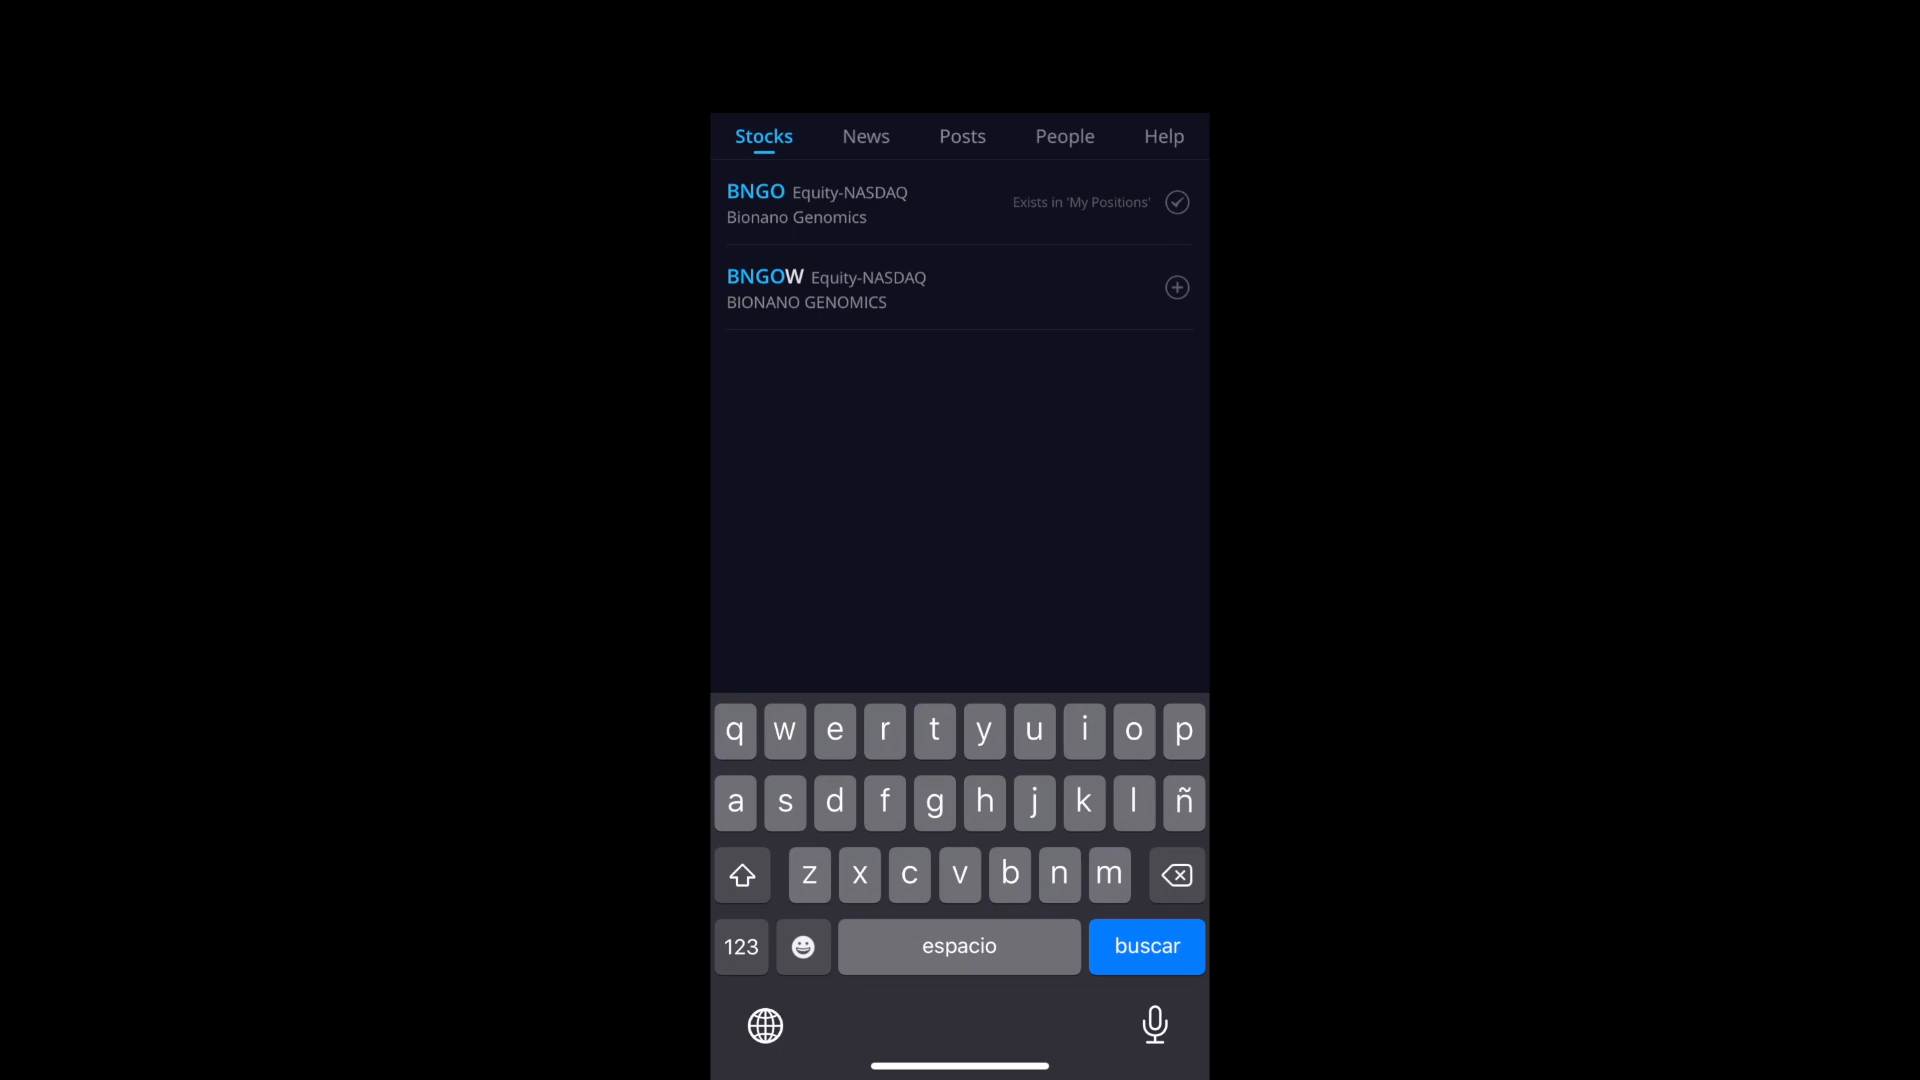 Stocks News Posts People Help
BNGO Equity-NASDAQ
Bionano Genomics
Exists in 'My Positions'
BNGOW Equity-NASDAQ
BIONANO GENOMICS
q w e r t y u i o p
a s d f g h j k l ñ
z x c v b n m
123 espacio buscar